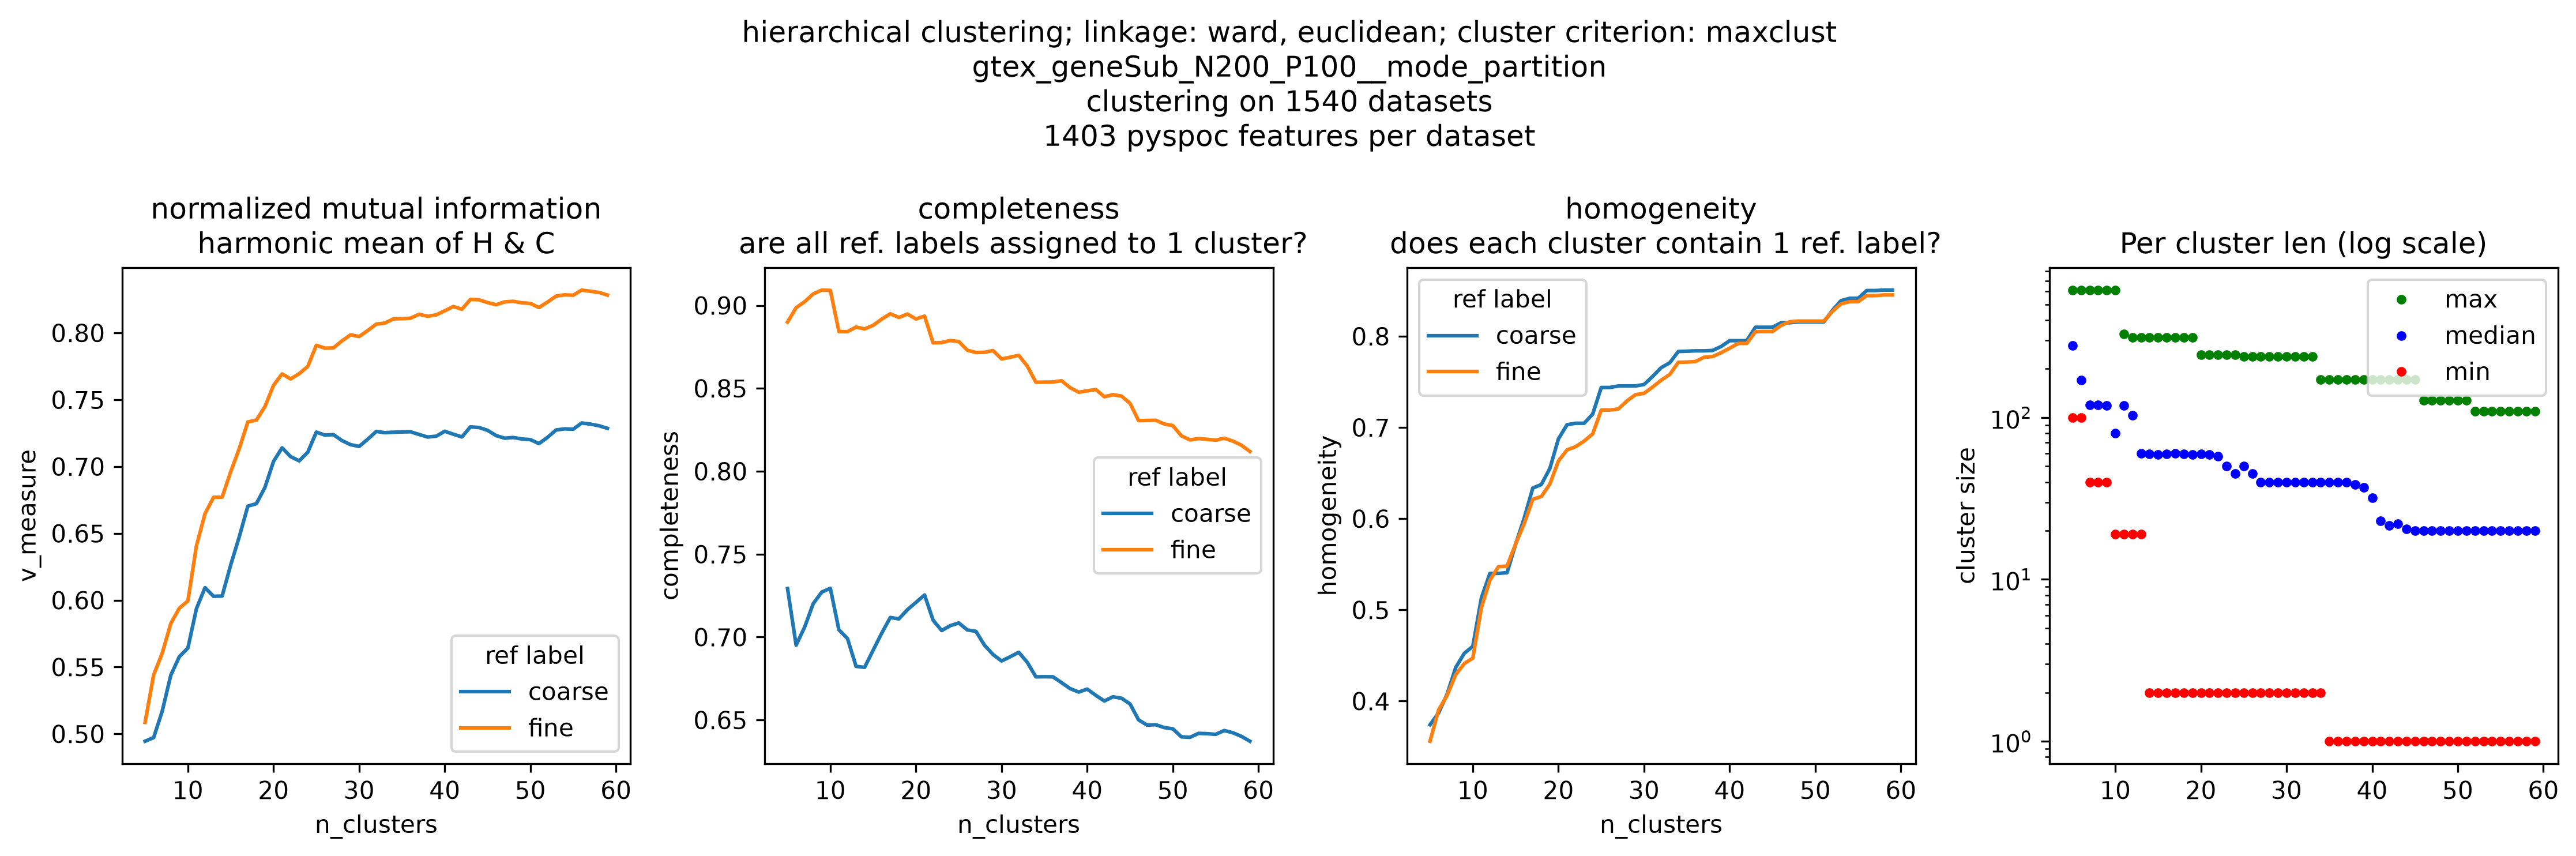 hierarchical clustering; linkage: ward, euclidean; cluster criterion: maxclust
gtex_geneSub_N200_P100__mode_partition
clustering on 1540 datasets
1403 pyspoc features per dataset
normalized mutual information
harmonic mean of H & C
v_measure
0.80
0.75
0.70
0.65
0.60
0.55
0.50
ref label
coarse
fine
10 20 30 40 50 60
n_clusters
completeness
are all ref. labels assigned to 1 cluster?
completeness
0.90
0.85
0.80
0.75
0.70
0.65
ref label
coarse
fine
10 20 30 40 50 60
n_clusters
homogeneity
does each cluster contain 1 ref. label?
homogeneity
0.8
0.7
0.6
0.5
0.4
ref label
coarse
fine
10 20 30 40 50 60
n_clusters
Per cluster len (log scale)
cluster size
10²
10¹
10⁰
max
median
min
10 20 30 40 50 60